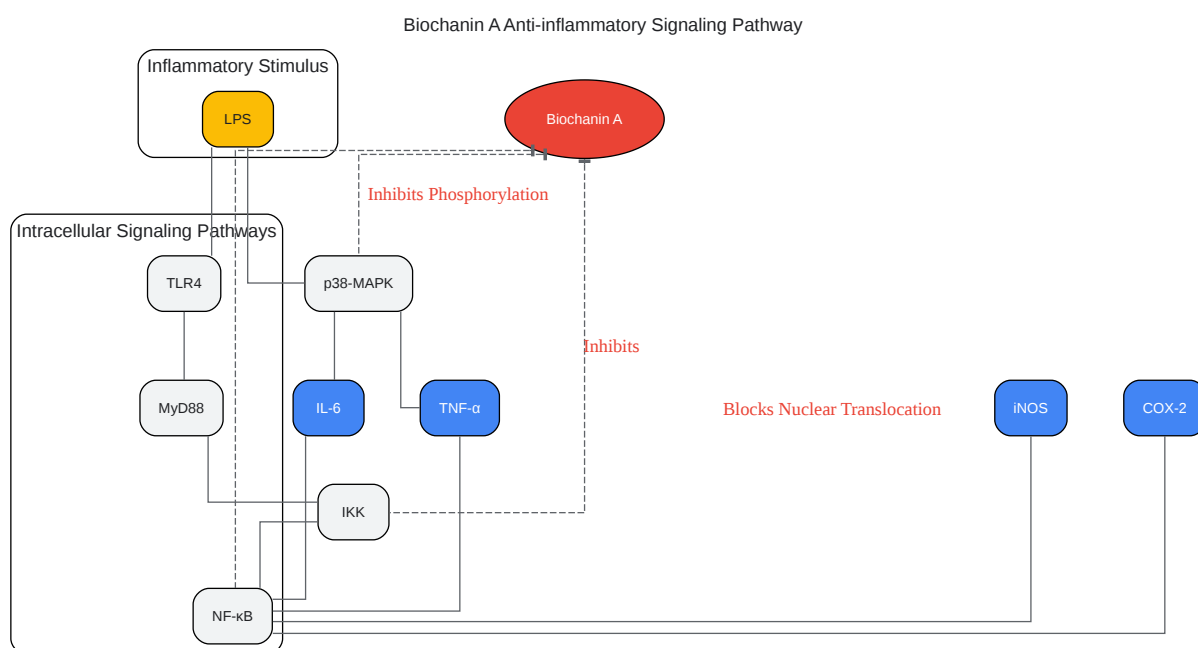 Biochanin A Anti-inflammatory Signaling Pathway
Inflammatory Stimulus
LPS
Biochanin A
Inhibits Phosphorylation
Intracellular Signaling Pathways
TLR4
p38-MAPK
Inhibits
MyD88
IL-6
TNF-α
Blocks Nuclear Translocation
iNOS
COX-2
IKK
NF-κB